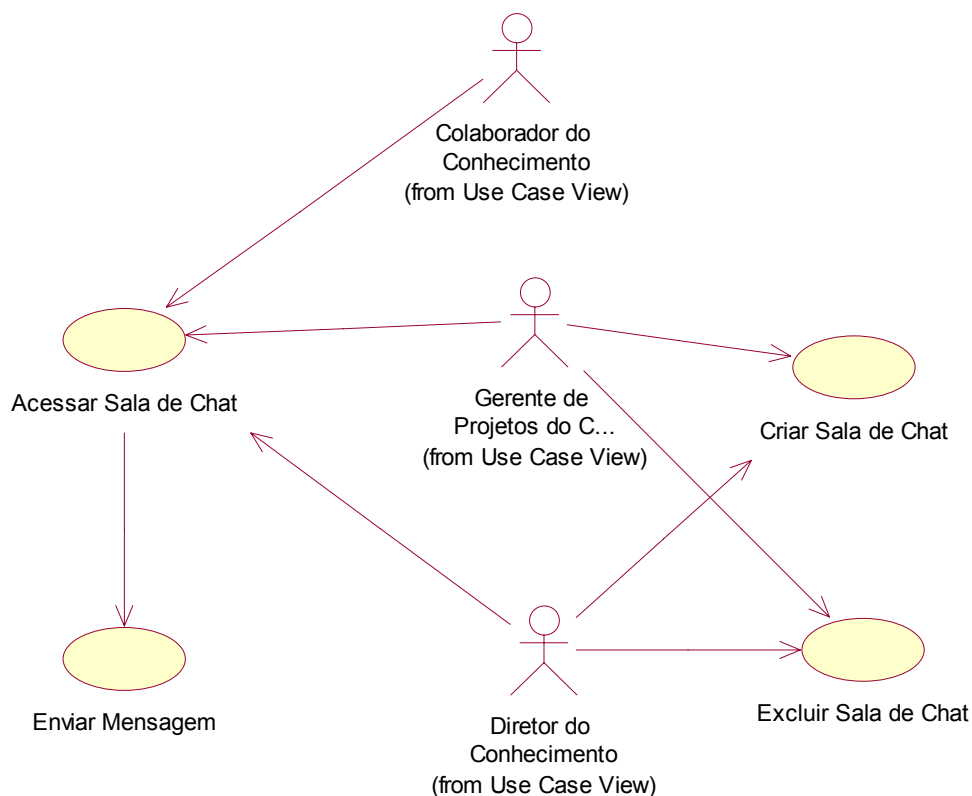 Colaborador do
Conhecimento
(from Use Case View)
Acessar Sala de Chat
Gerente de
Projetos do C...
(from Use Case View)
Criar Sala de Chat
Enviar Mensagem
Diretor do
Conhecimento
(from Use Case View)
Excluir Sala de Chat